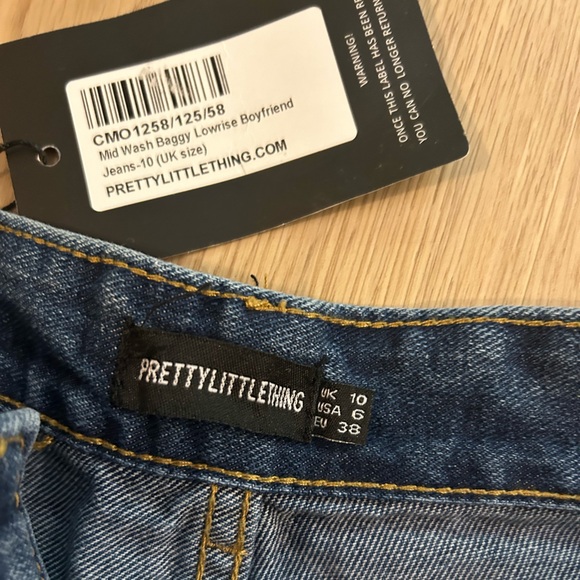 CMO1258/125/58
Mid Wash Baggy Lowrise Boyfriend
Jeans-10 (UK size)
PRETTYLITTLETHING.COM
WARNING!
ONCE THIS LABEL HAS BEEN
YOU CAN NO LONGER RETURN
PRETTYLITTLETHING
UK 10
USA 6
EU 38